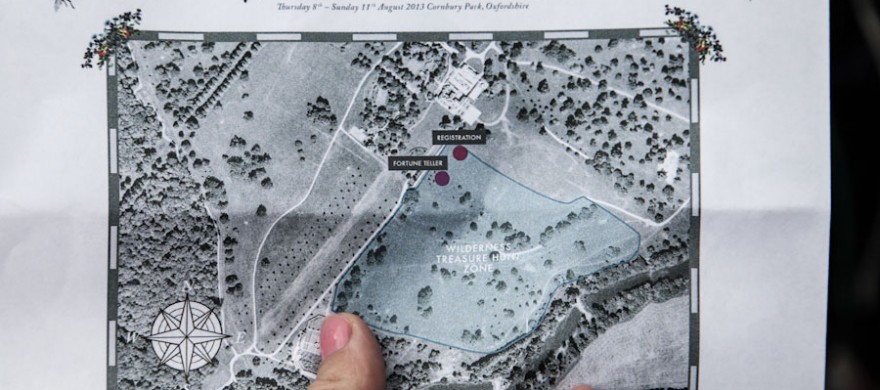 Thursday 8th – Sunday 11th August 2013 Cornbury Park, Oxfordshire
REGISTRATION
FORTUNE TELLER
WILDERNESS
TREASURE HUNT
ZONE
N
W
E